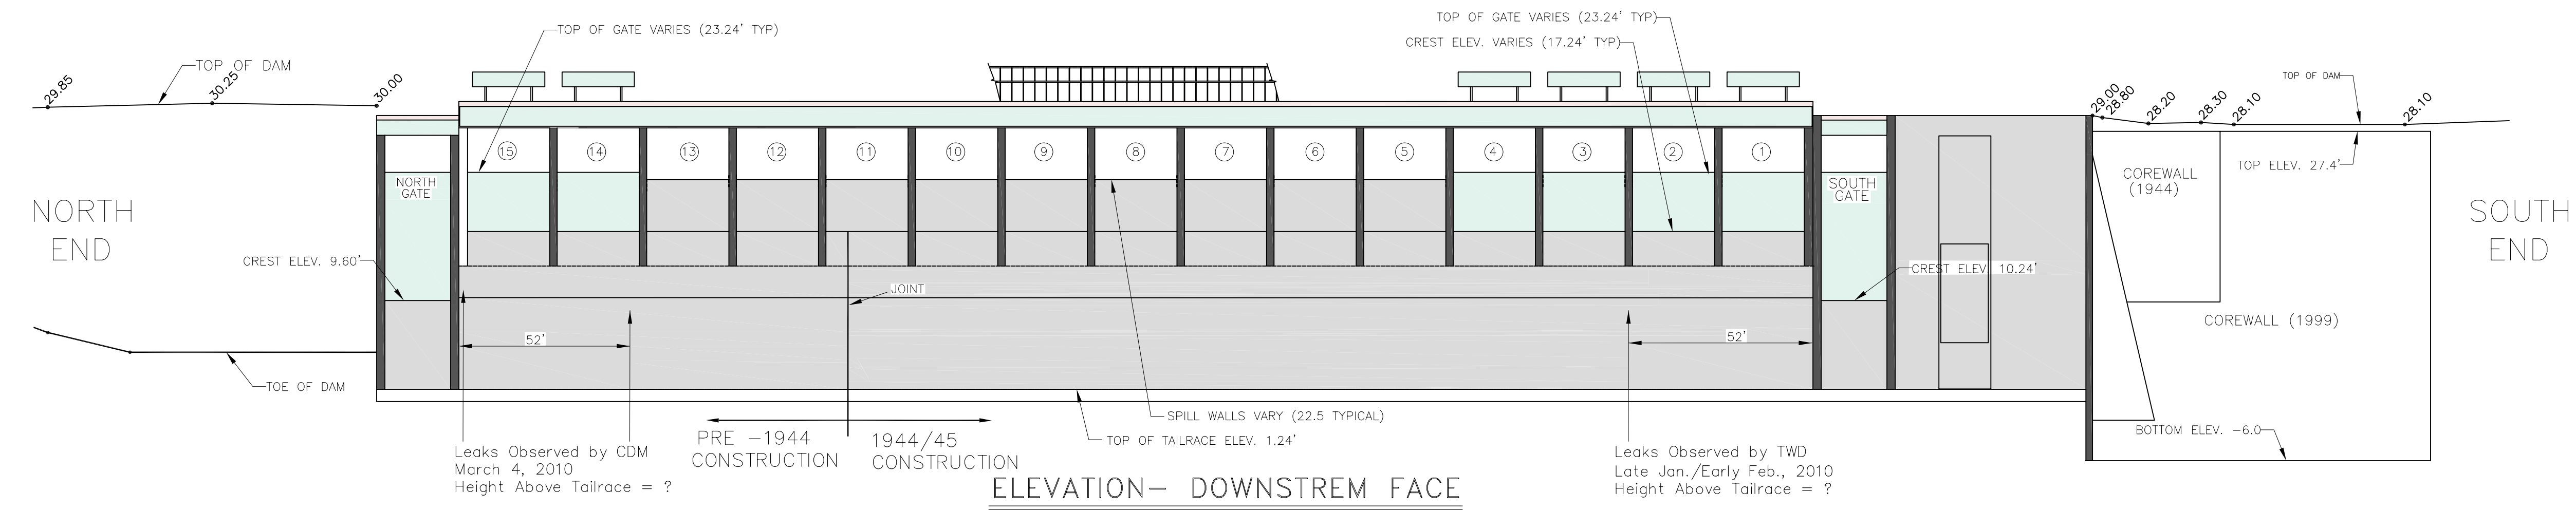 TOP OF GATE VARIES (23.24' TYP)
TOP OF GATE VARIES (23.24' TYP)
CREST ELEV. VARIES (17.24' TYP)
TOP OF DAM
29.85
30.25
30.00
29.00
28.80
28.20
28.30
28.10
28.10
TOP OF DAM
15
14
13
12
11
10
9
8
7
6
5
4
3
2
1
NORTH
GATE
SOUTH
GATE
TOP ELEV. 27.4'
COREWALL
(1944)
NORTH
END
SOUTH
END
CREST ELEV. 9.60'
CREST ELEV. 10.24'
JOINT
COREWALL (1999)
52'
52'
TOE OF DAM
SPILL WALLS VARY (22.5 TYPICAL)
TOP OF TAILRACE ELEV. 1.24'
BOTTOM ELEV. -6.0
PRE -1944
CONSTRUCTION
1944/45
CONSTRUCTION
Leaks Observed by CDM
March 4, 2010
Height Above Tailrace = ?
Leaks Observed by TWD
Late Jan./Early Feb., 2010
Height Above Tailrace = ?
ELEVATION- DOWNSTREM FACE